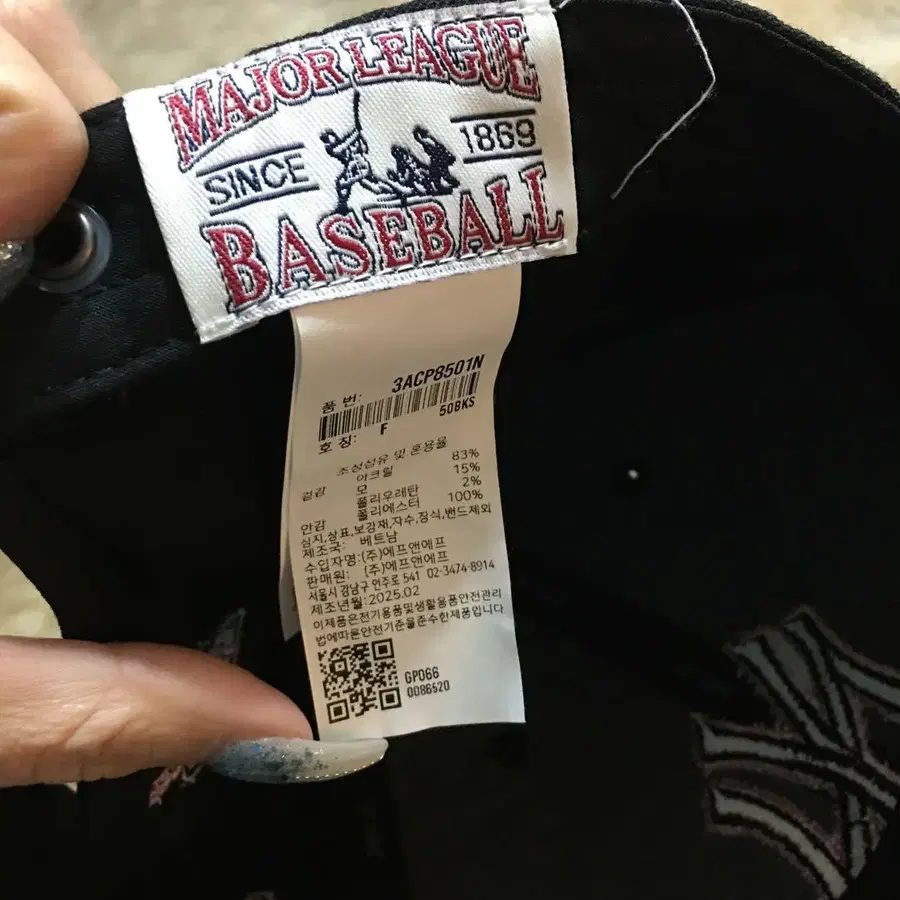 MAJOR LEAGUE
SINCE 1869
BASEBALL
품 번: 3ACP8501N
50BKS
호 칭: F
조성섬유 및 혼용율
겉감 아크릴 83%
모 15%
폴리우레탄 2%
안감 폴리에스터 100%
심지,상표,보강재,자수,장식,밴드제외
제조국: 베트남
수입자명:(주)에프앤에프
판매원: (주)에프앤에프
서울시 강남구 언주로 541 02-3474-8914
제조년월:2025.02
이제품은전기용품및생활용품안전관리
법에따른안전기준을준수한제품입니다
GP066
0086520
NY